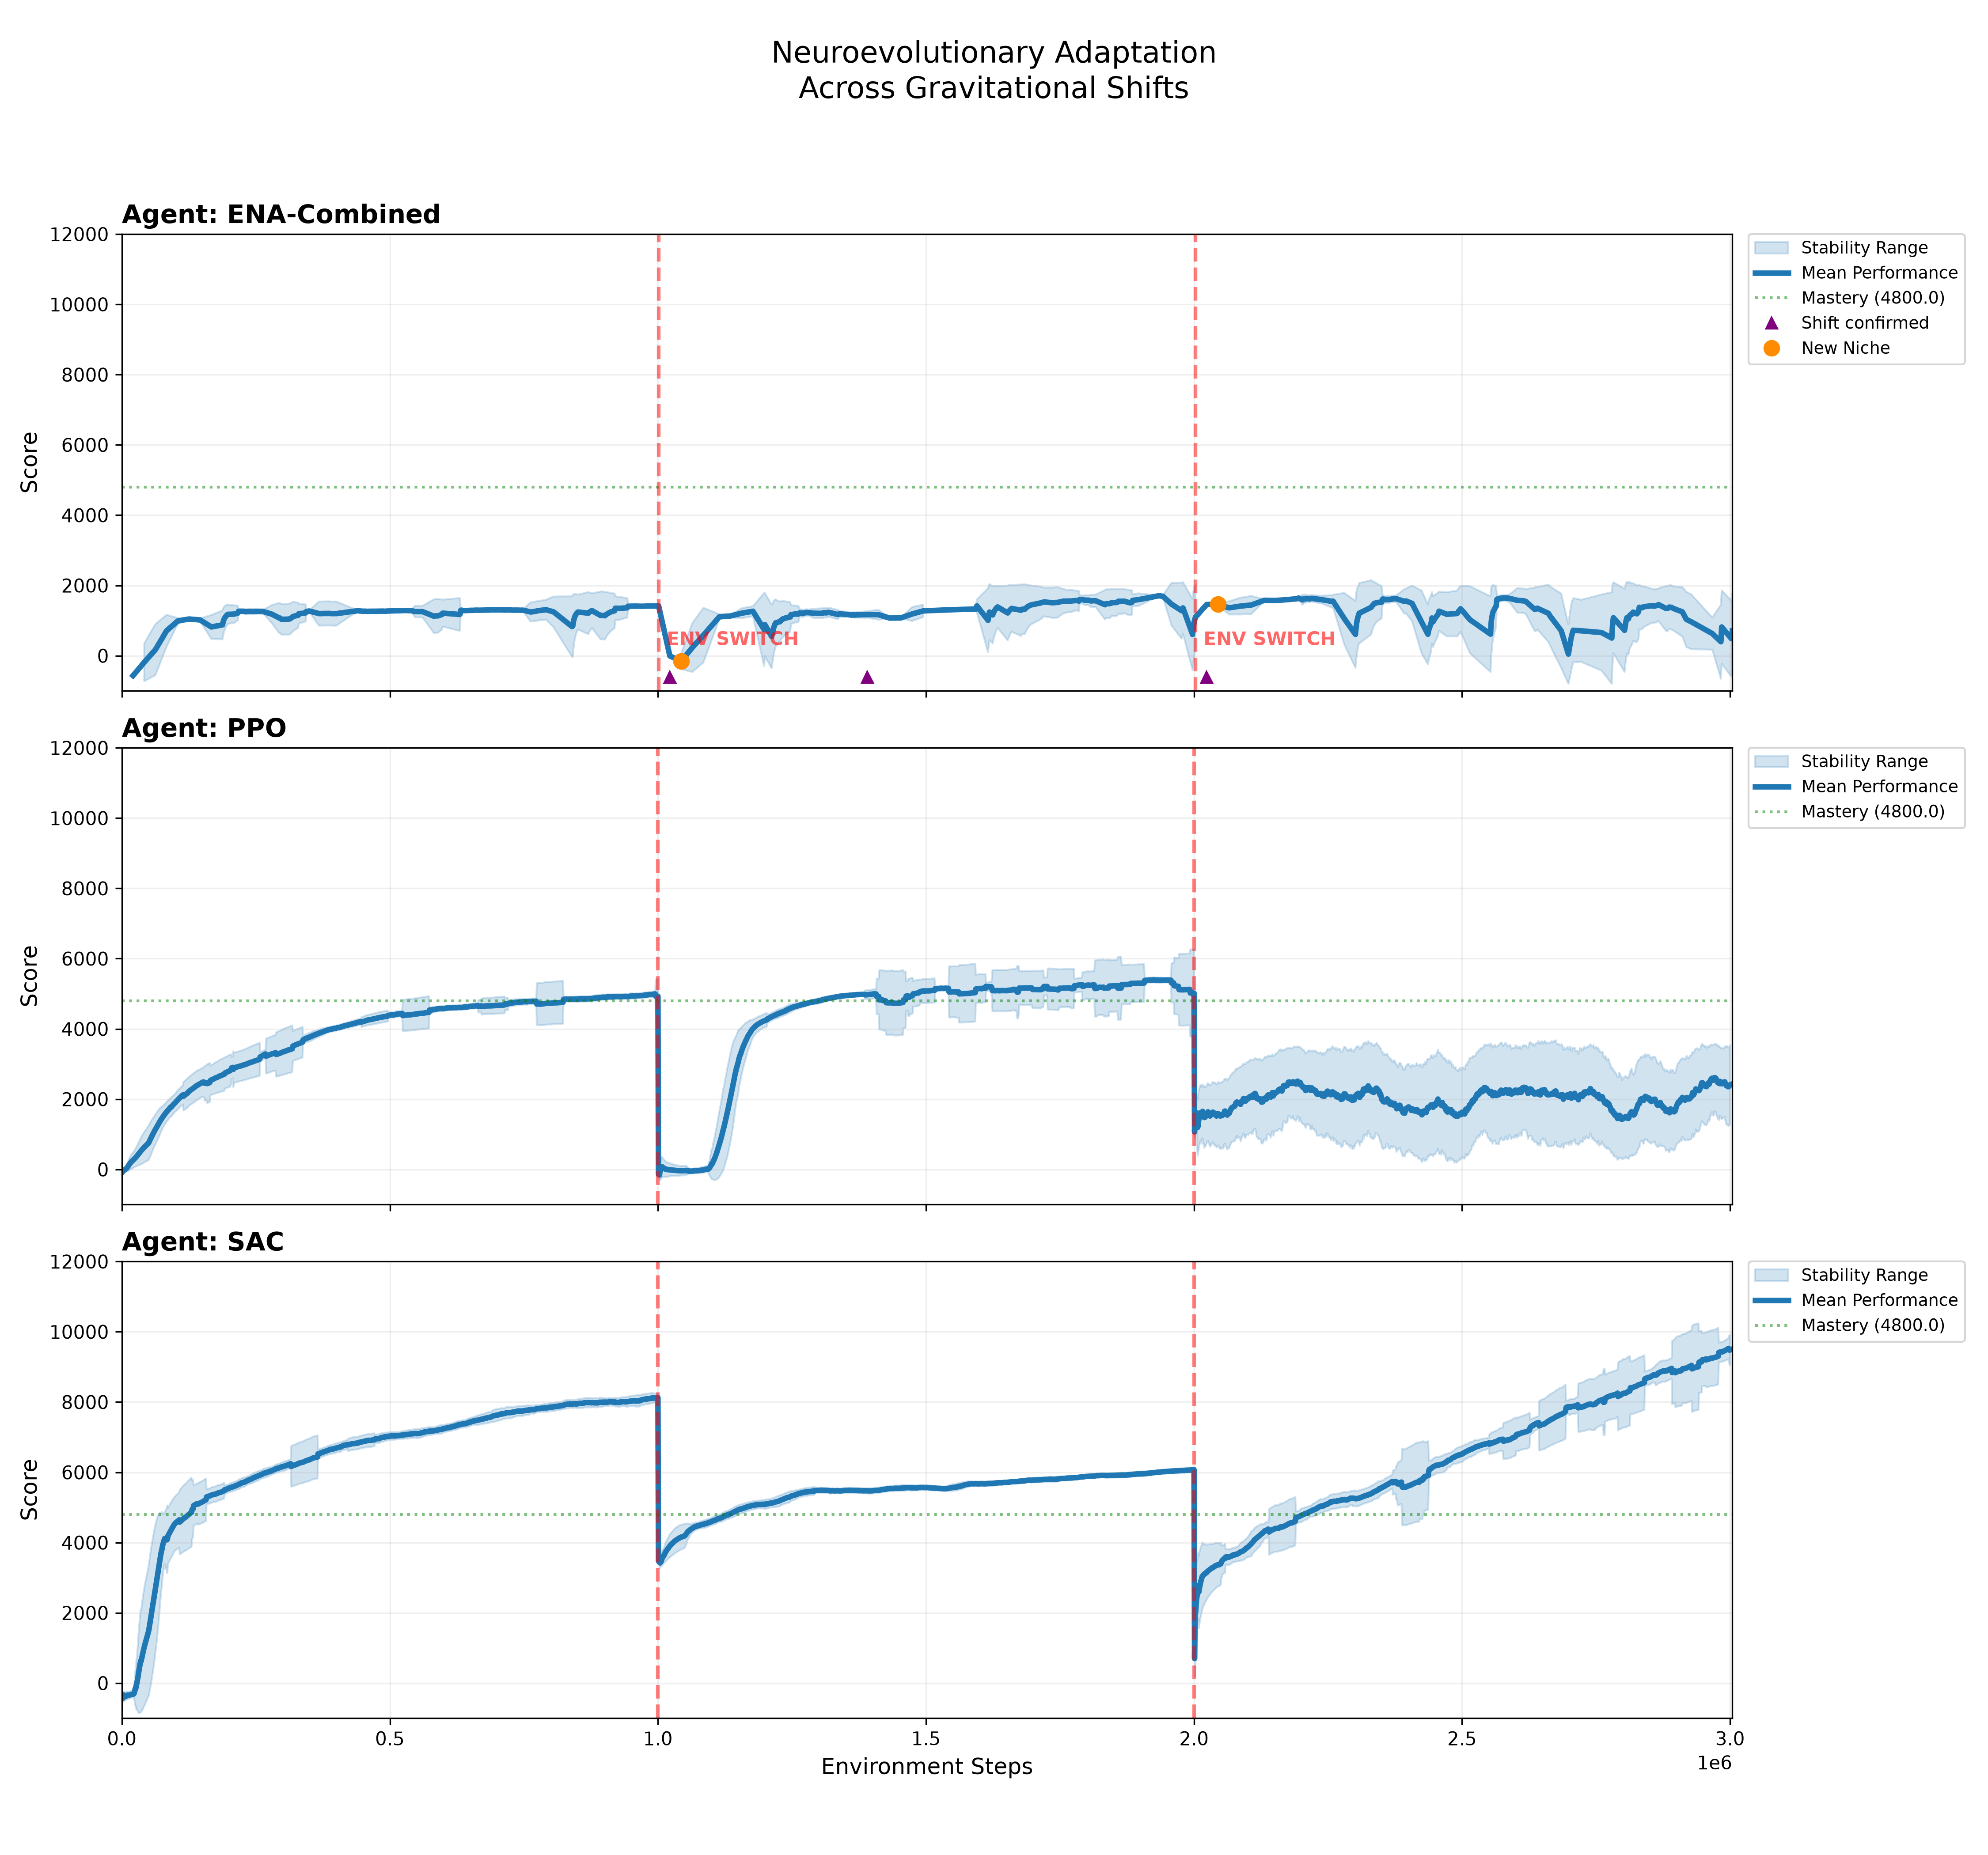 Neuroevolutionary Adaptation
Across Gravitational Shifts
Agent: ENA-Combined
12000
10000
8000
6000
4000
2000
0
Score
ENV SWITCH
ENV SWITCH
Stability Range
Mean Performance
Mastery (4800.0)
Shift confirmed
New Niche
Agent: PPO
12000
10000
8000
6000
4000
2000
0
Score
Stability Range
Mean Performance
Mastery (4800.0)
Agent: SAC
12000
10000
8000
6000
4000
2000
0
Score
Stability Range
Mean Performance
Mastery (4800.0)
0.0 0.5 1.0 1.5 2.0 2.5 3.0
1e6
Environment Steps